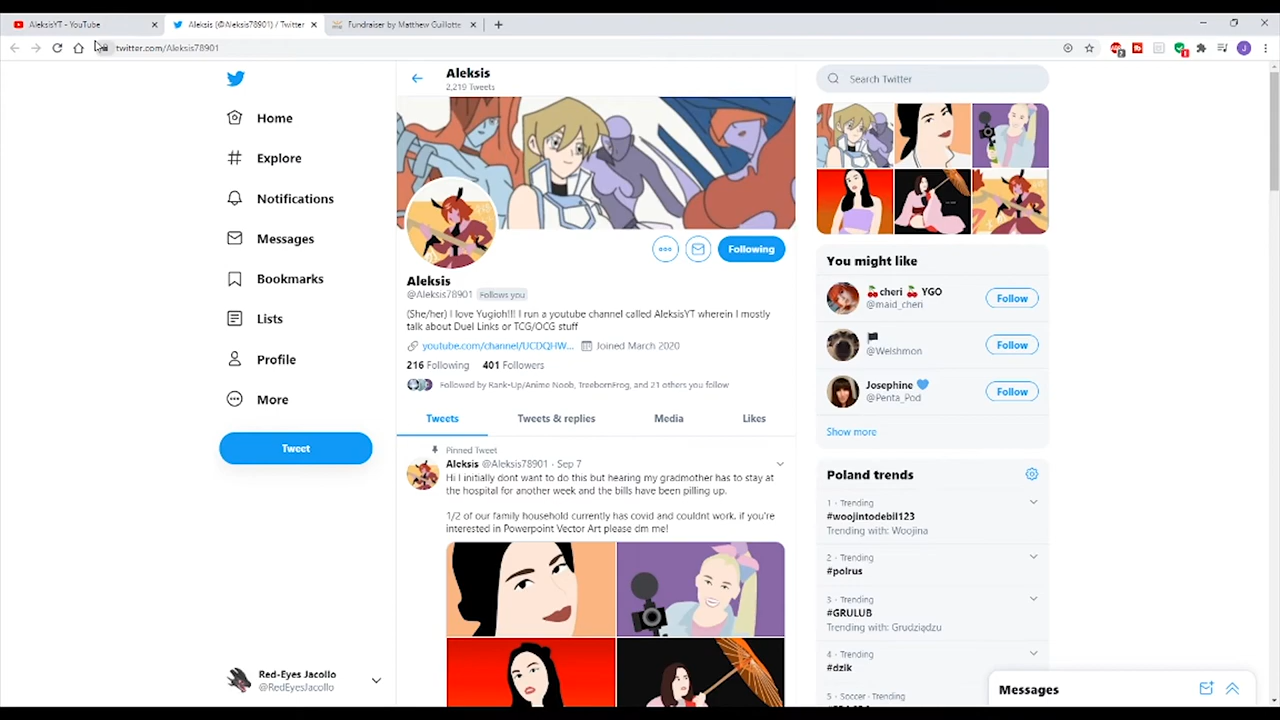 AleksisYT - YouTube
Aleksis (@Aleksis78901) / Twitter
Fundraiser by Matthew Guillotte
twitter.com/Aleksis78901
Home
Explore
Notifications
Messages
Bookmarks
Lists
Profile
More
Tweet
Red-Eyes Jacollo
@RedEyesJacollo
Aleksis
2,219 Tweets
Following
Aleksis
@Aleksis78901 Follows you
(She/her) I love Yugioh!!! I run a youtube channel called AleksisYT wherein I mostly
talk about Duel Links or TCG/OCG stuff
youtube.com/channel/UCDQHW... Joined March 2020
216 Following 401 Followers
Followed by Rank-Up/Anime Noob, TreebornFrog, and 21 others you follow
Tweets Tweets & replies Media Likes
Pinned Tweet
Aleksis @Aleksis78901 · Sep 7
Hi I initially dont want to do this but hearing my gradmother has to stay at
the hospital for another week and the bills have been pilling up.
1/2 of our family household currently has covid and couldnt work, if you're
interested in Powerpoint Vector Art please dm me!
Search Twitter
You might like
cheri YGO
@maid_cheri
Follow
@Welshmon
Follow
Josephine
@Penta_Pod
Follow
Show more
Poland trends
1 · Trending
#woojintodebil123
Trending with: Woojina
2 · Trending
#polrus
3 · Trending
#GRULUB
Trending with: Grudziądzu
4 · Trending
#dzik
5 · Soccer · Trending
Messages